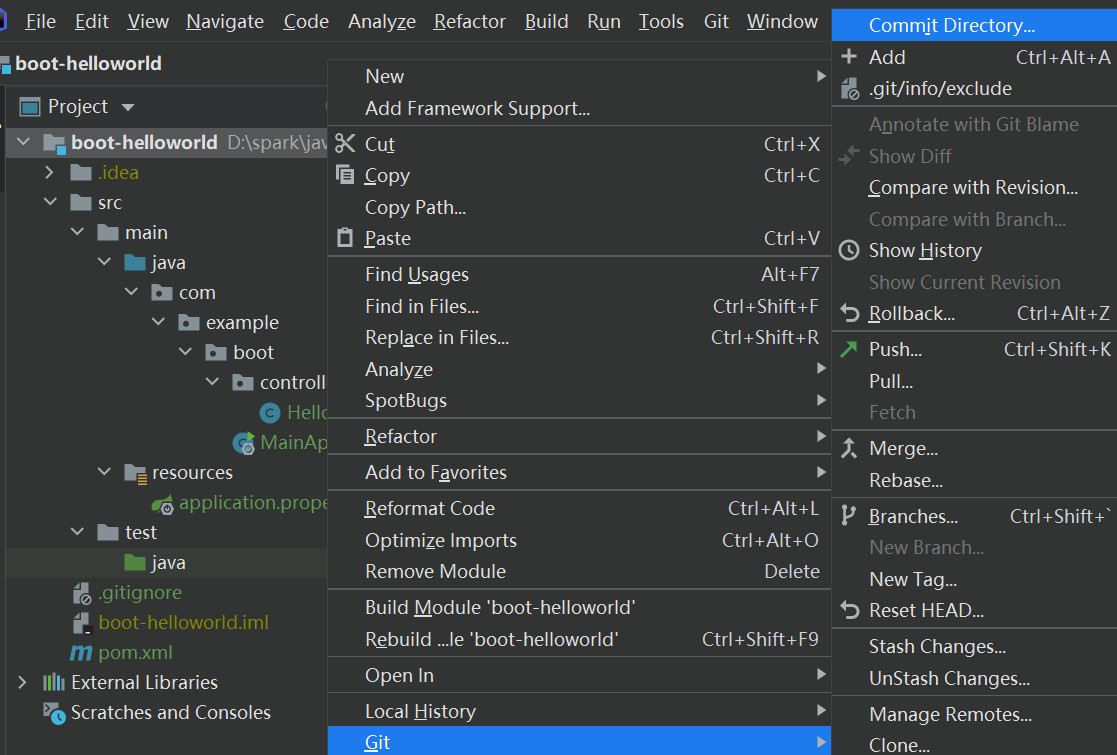 File Edit View Navigate Code Analyze Refactor Build Run Tools Git Window
boot-helloworld
Project
boot-helloworld D:\spark\jav
.idea
src
main
java
com
example
boot
controll
Hello
MainAp
resources
application.prope
test
java
.gitignore
boot-helloworld.iml
pom.xml
External Libraries
Scratches and Consoles
New
Add Framework Support...
Cut Ctrl+X
Copy Ctrl+C
Copy Path...
Paste Ctrl+V
Find Usages Alt+F7
Find in Files... Ctrl+Shift+F
Replace in Files... Ctrl+Shift+R
Analyze
SpotBugs
Refactor
Add to Favorites
Reformat Code Ctrl+Alt+L
Optimize Imports Ctrl+Alt+O
Remove Module Delete
Build Module 'boot-helloworld'
Rebuild ...le 'boot-helloworld' Ctrl+Shift+F9
Open In
Local History
Git
Commit Directory...
Add Ctrl+Alt+A
.git/info/exclude
Annotate with Git Blame
Show Diff
Compare with Revision...
Compare with Branch...
Show History
Show Current Revision
Rollback... Ctrl+Alt+Z
Push... Ctrl+Shift+K
Pull...
Fetch
Merge...
Rebase...
Branches... Ctrl+Shift+`
New Branch...
New Tag...
Reset HEAD...
Stash Changes...
UnStash Changes...
Manage Remotes...
Clone...